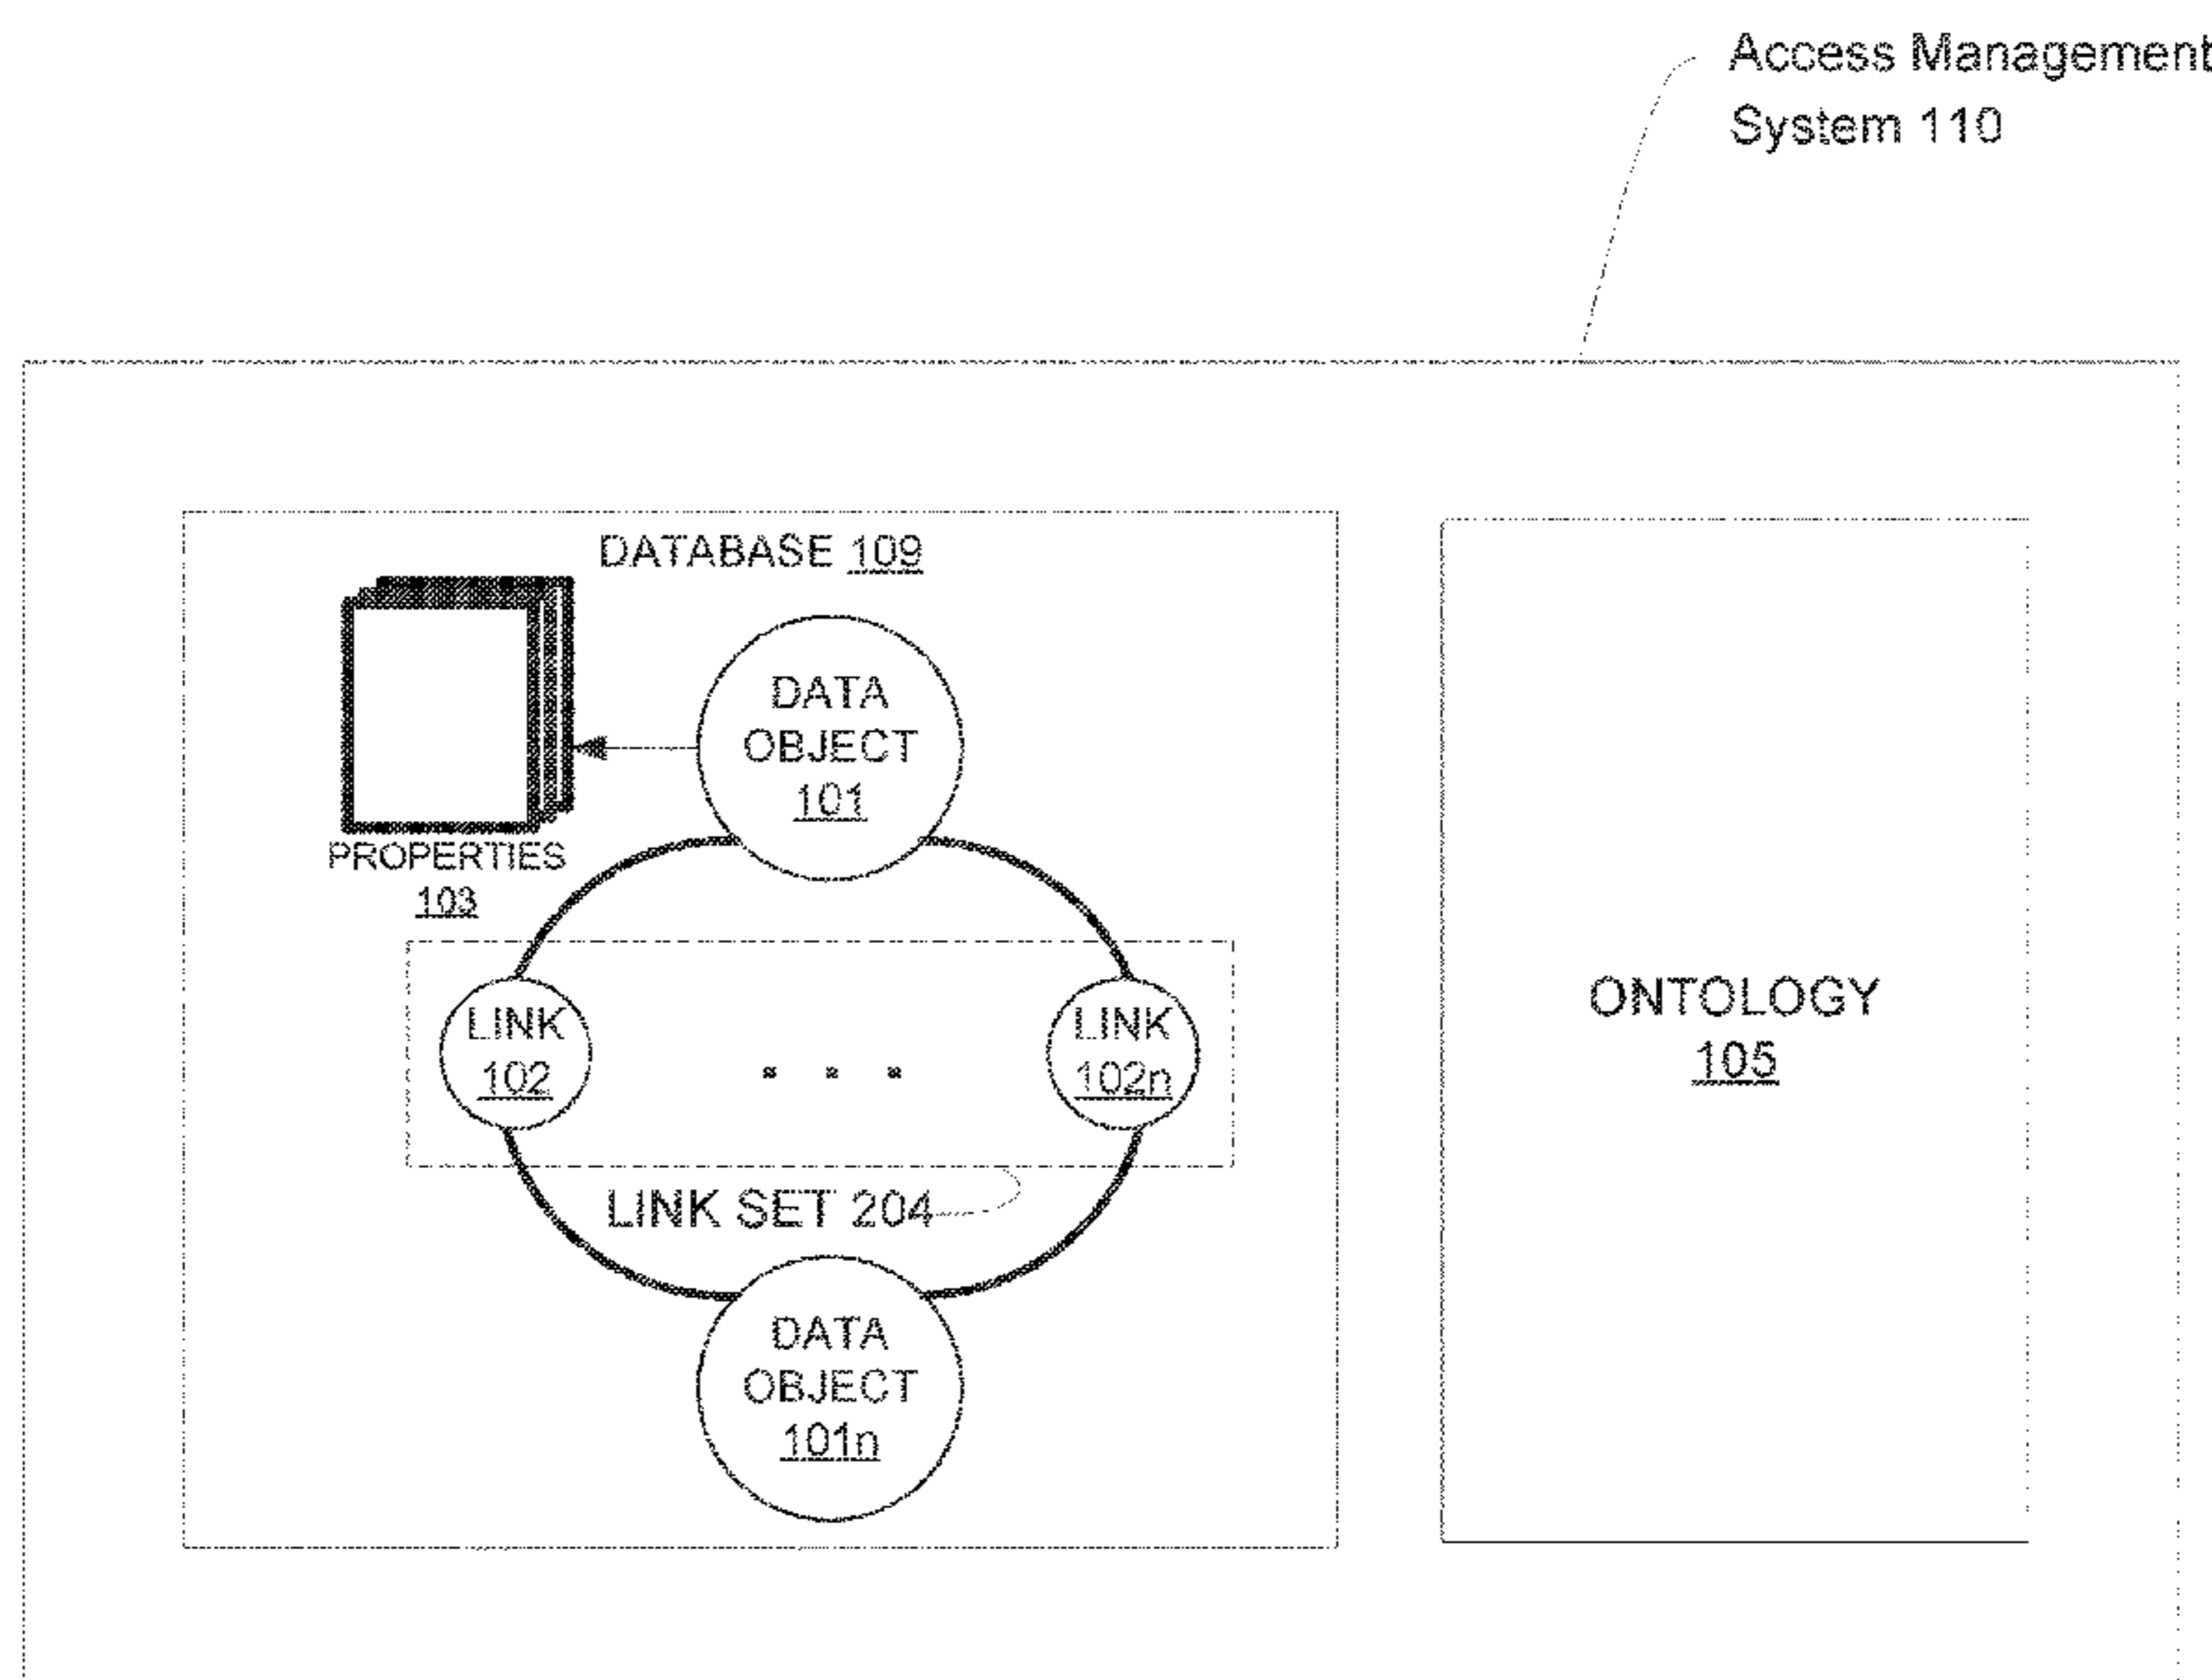 Access Management
System 110
DATABASE 109
DATA
OBJECT
101
PROPERTIES
103
LINK
102
. . .
LINK
102n
LINK SET 204
DATA
OBJECT
101n
ONTOLOGY
105